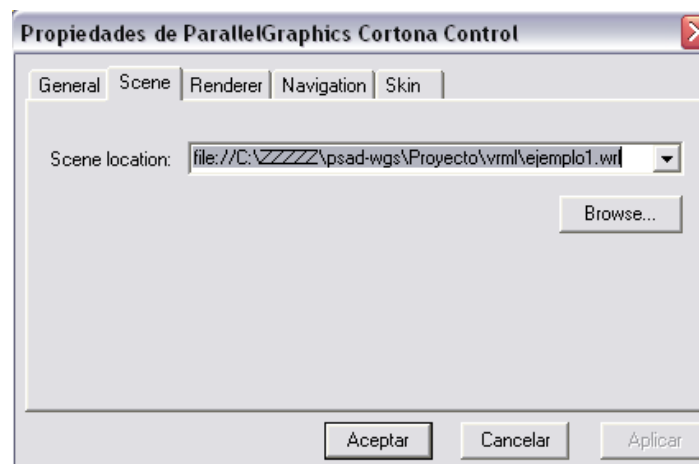 Propiedades de ParallelGraphics Cortona Control
General Scene Renderer Navigation Skin
Scene location: file://C:\ZZZZZ\psad-wgs\Proyecto\vrml\ejemplo1.wrl
Browse...
Aceptar Cancelar Aplicar